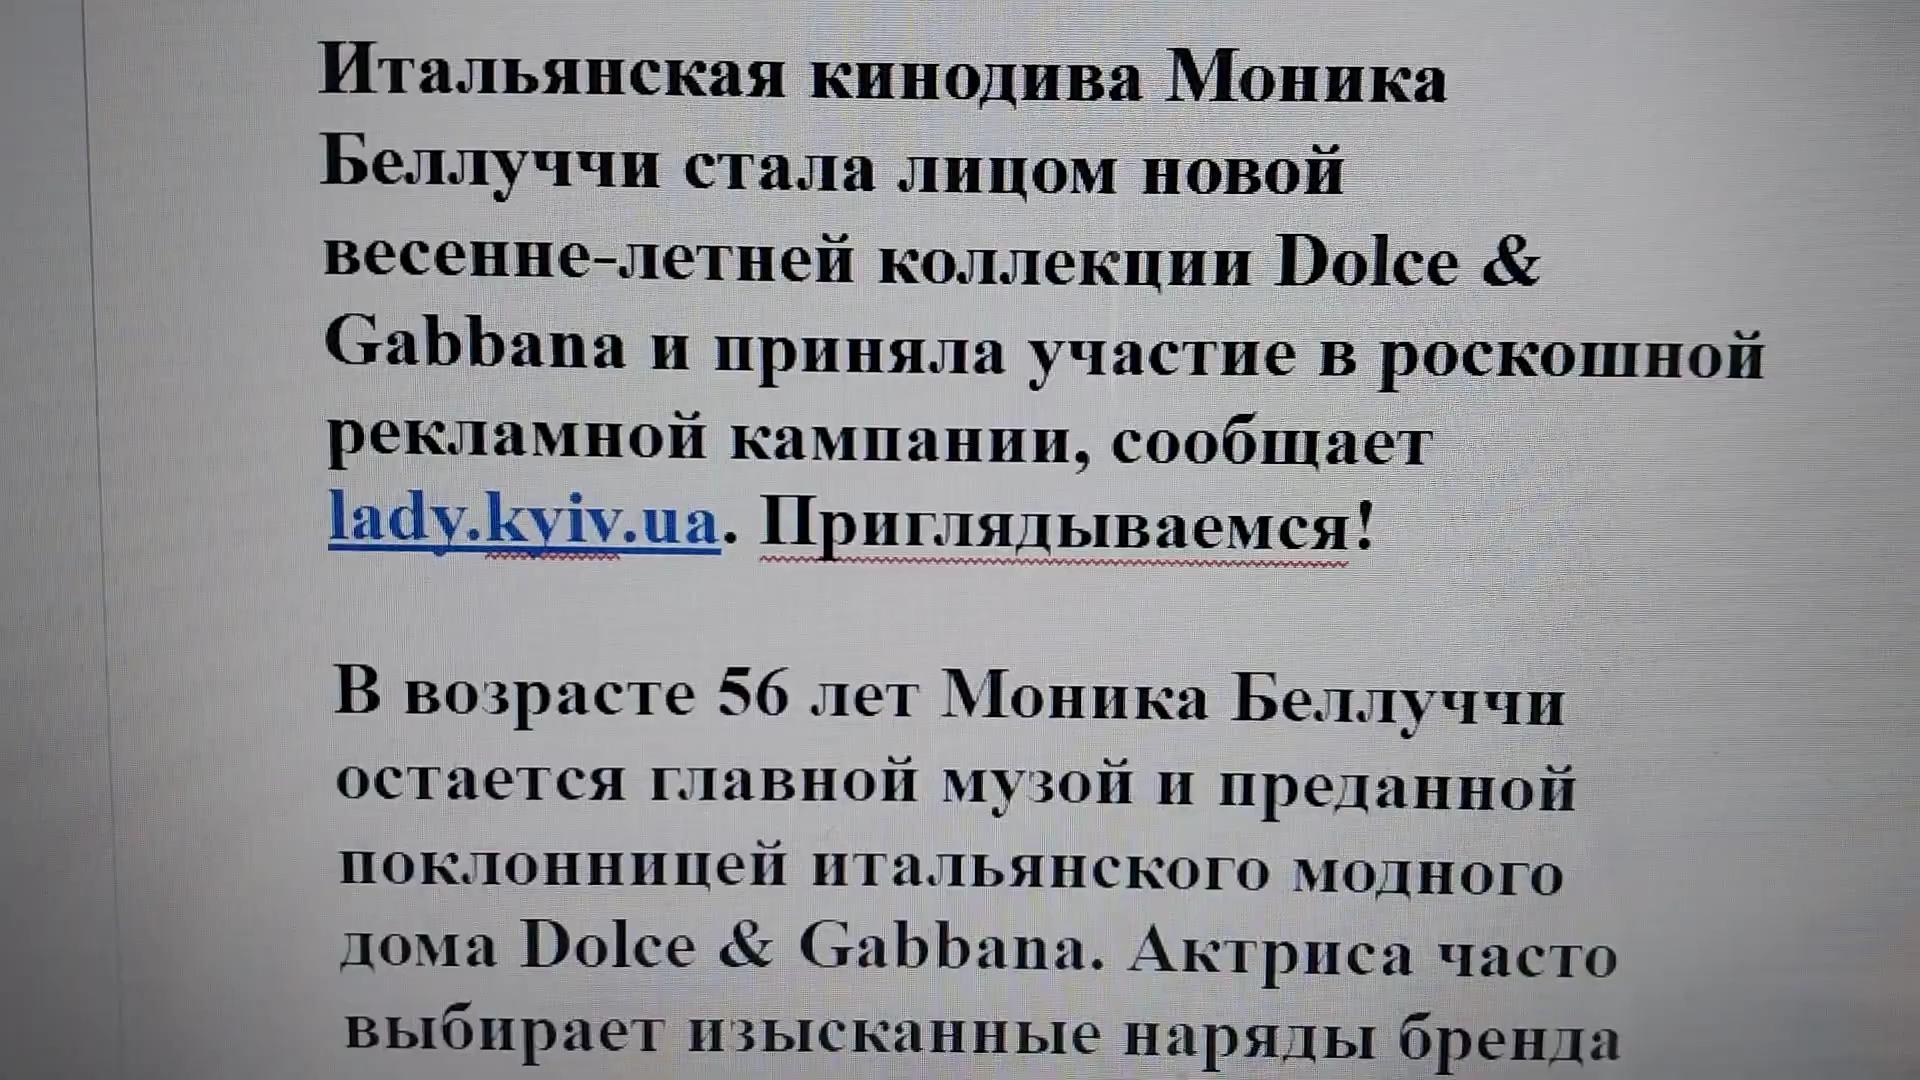 Итальянская кинодива Моника
Беллуччи стала лицом новой
весенне-летней коллекции Dolce &
Gabbana и приняла участие в роскошной
рекламной кампании, сообщает
lady.kyiv.ua. Приглядываемся!
В возрасте 56 лет Моника Беллуччи
остается главной музой и преданной
поклонницей итальянского модного
дома Dolce & Gabbana. Актриса часто
выбирает изысканные наряды бренда